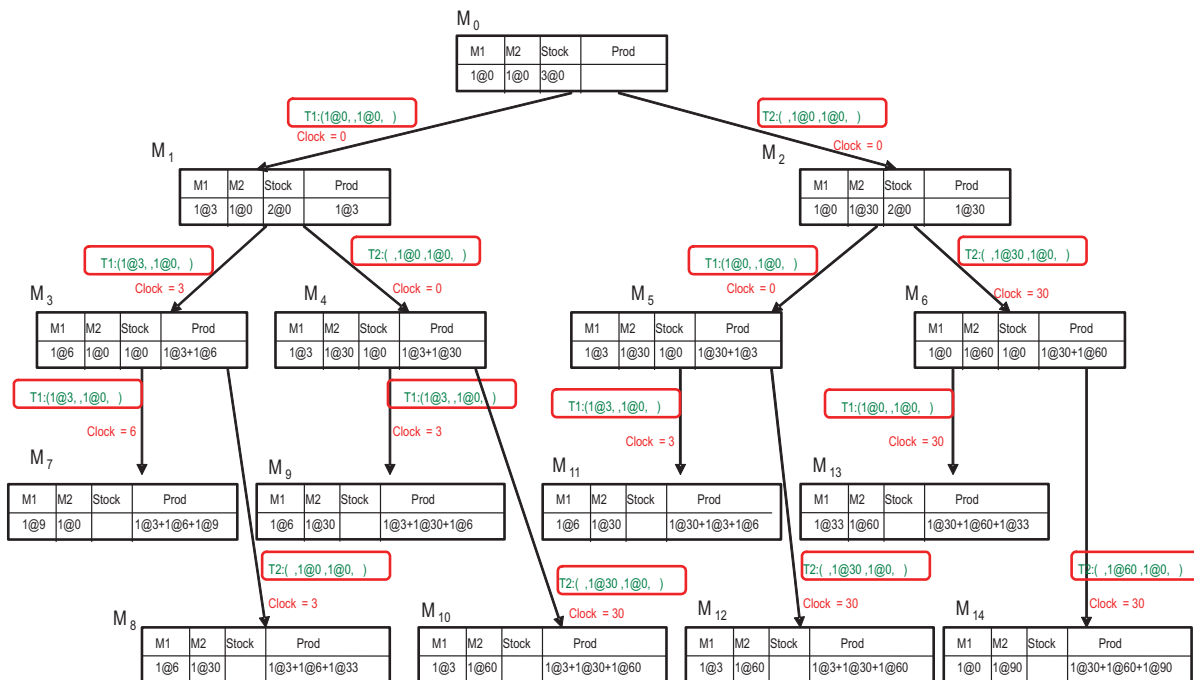 M0
M1 M2 Stock Prod
1@0 1@0 3@0
T1:(1@0, ,1@0, )
Clock = 0
T2:( ,1@0 ,1@0, )
Clock = 0
M1
M1 M2 Stock Prod
1@3 1@0 2@0 1@3
M2
M1 M2 Stock Prod
1@0 1@30 2@0 1@30
T1:(1@3, ,1@0, )
Clock = 3
T2:( ,1@0 ,1@0, )
Clock = 0
T1:(1@0, ,1@0, )
Clock = 0
T2:( ,1@30 ,1@0, )
Clock = 30
M3
M1 M2 Stock Prod
1@6 1@0 1@0 1@3+1@6
M4
M1 M2 Stock Prod
1@3 1@30 1@0 1@3+1@30
M5
M1 M2 Stock Prod
1@3 1@30 1@0 1@30+1@3
M6
M1 M2 Stock Prod
1@0 1@60 1@0 1@30+1@60
T1:(1@3, ,1@0, )
Clock = 6
T1:(1@3, ,1@0, )
Clock = 3
T1:(1@3, ,1@0, )
Clock = 3
T1:(1@0, ,1@0, )
Clock = 30
M7
M1 M2 Stock Prod
1@9 1@0 1@3+1@6+1@9
M9
M1 M2 Stock Prod
1@6 1@30 1@3+1@30+1@6
M11
M1 M2 Stock Prod
1@6 1@30 1@30+1@3+1@6
M13
M1 M2 Stock Prod
1@33 1@60 1@30+1@60+1@33
T2:( ,1@0 ,1@0, )
Clock = 3
T2:( ,1@30 ,1@0, )
Clock = 30
T2:( ,1@30 ,1@0, )
Clock = 30
T2:( ,1@60 ,1@0, )
Clock = 30
M8
M1 M2 Stock Prod
1@6 1@30 1@3+1@6+1@33
M10
M1 M2 Stock Prod
1@3 1@60 1@3+1@30+1@60
M12
M1 M2 Stock Prod
1@3 1@60 1@3+1@30+1@60
M14
M1 M2 Stock Prod
1@0 1@90 1@30+1@60+1@90